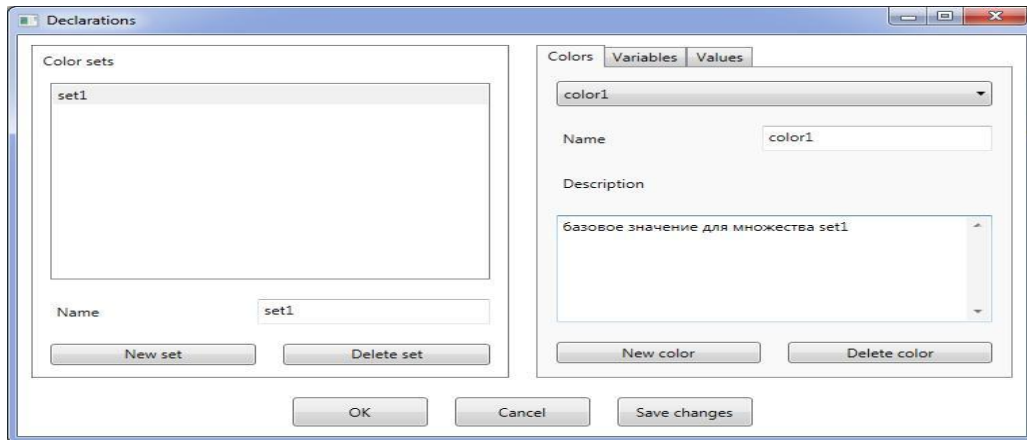 Declarations
Color sets
set1
Name
set1
New set
Delete set
Colors
Variables
Values
color1
Name
color1
Description
базовое значение для множества set1
New color
Delete color
OK
Cancel
Save changes